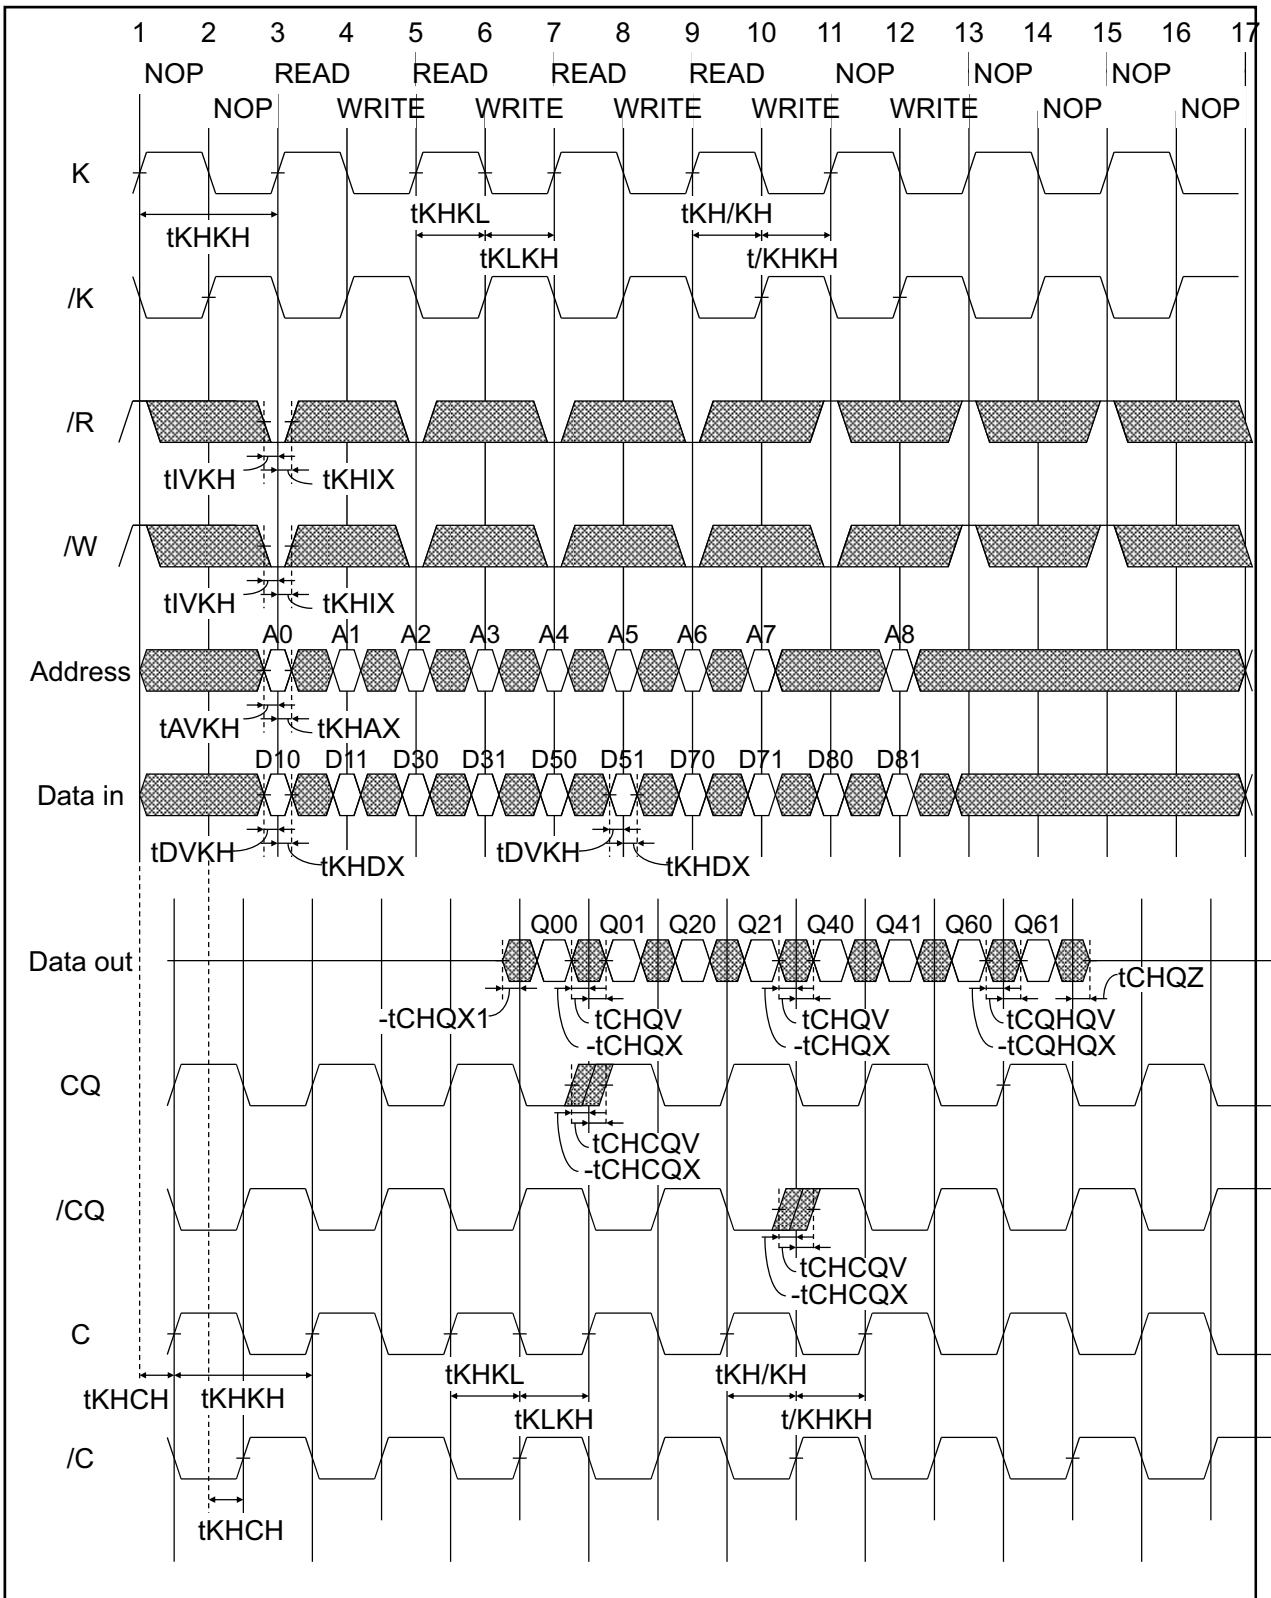 1 2 3 4 5 6 7 8 9 10 11 12 13 14 15 16 17
NOP READ READ READ READ NOP NOP NOP
NOP WRITE WRITE WRITE WRITE WRITE NOP NOP
K
tKHKL tKH/KH
tKHKH tKLKH t/KHKH
/K
/R
tIVKH tKHIX
/W
tIVKH tKHIX
A0 A1 A2 A3 A4 A5 A6 A7 A8
Address
tAVKH tKHAX
D10 D11 D30 D31 D50 D51 D70 D71 D80 D81
Data in
tDVKH tKHDX tDVKH tKHDX
Q00 Q01 Q20 Q21 Q40 Q41 Q60 Q61
Data out
tCHQZ
-tCHQX1 tCHQV tCHQV tCQHQV
-tCHQX -tCHQX -tCQHQX
CQ
tCHCQV
-tCHCQX
/CQ
tCHCQV
-tCHCQX
C
tKHKL tKH/KH
tKHCH tKHKH tKLKH t/KHKH
/C
tKHCH